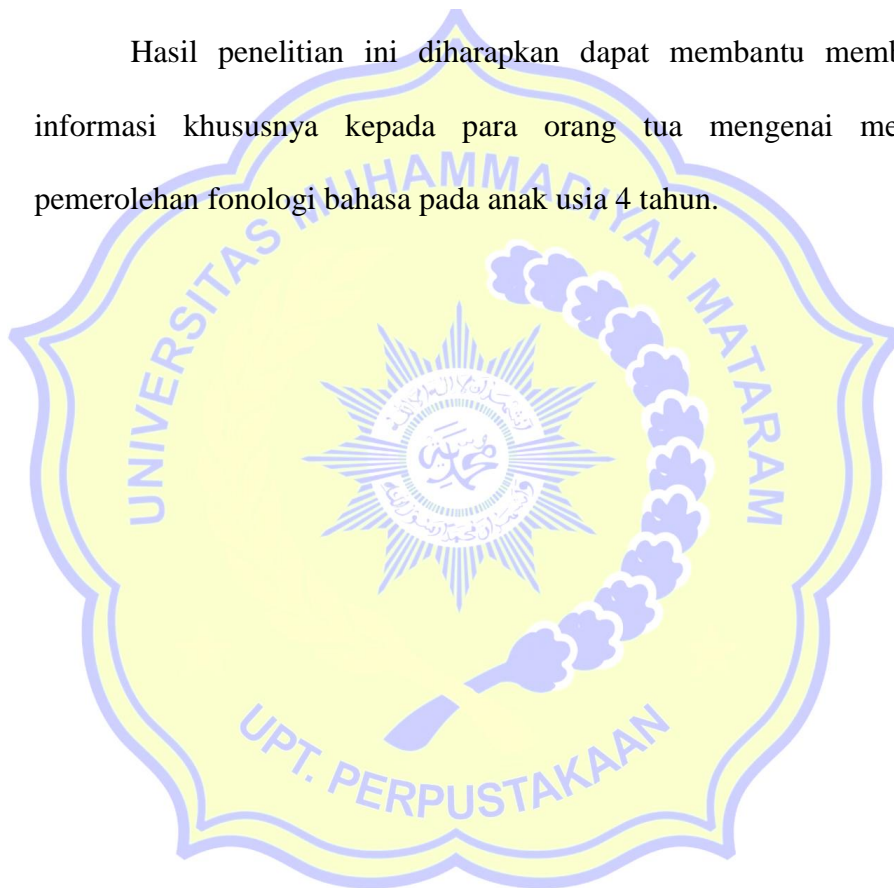 Hasil penelitian ini diharapkan dapat membantu memb
informasi khususnya kepada para orang tua mengenai me
pemerolehan fonologi bahasa pada anak usia 4 tahun.
UNIVERSITAS MUHAMMADIYAH MATARAM
UPT. PERPUSTAKAAN